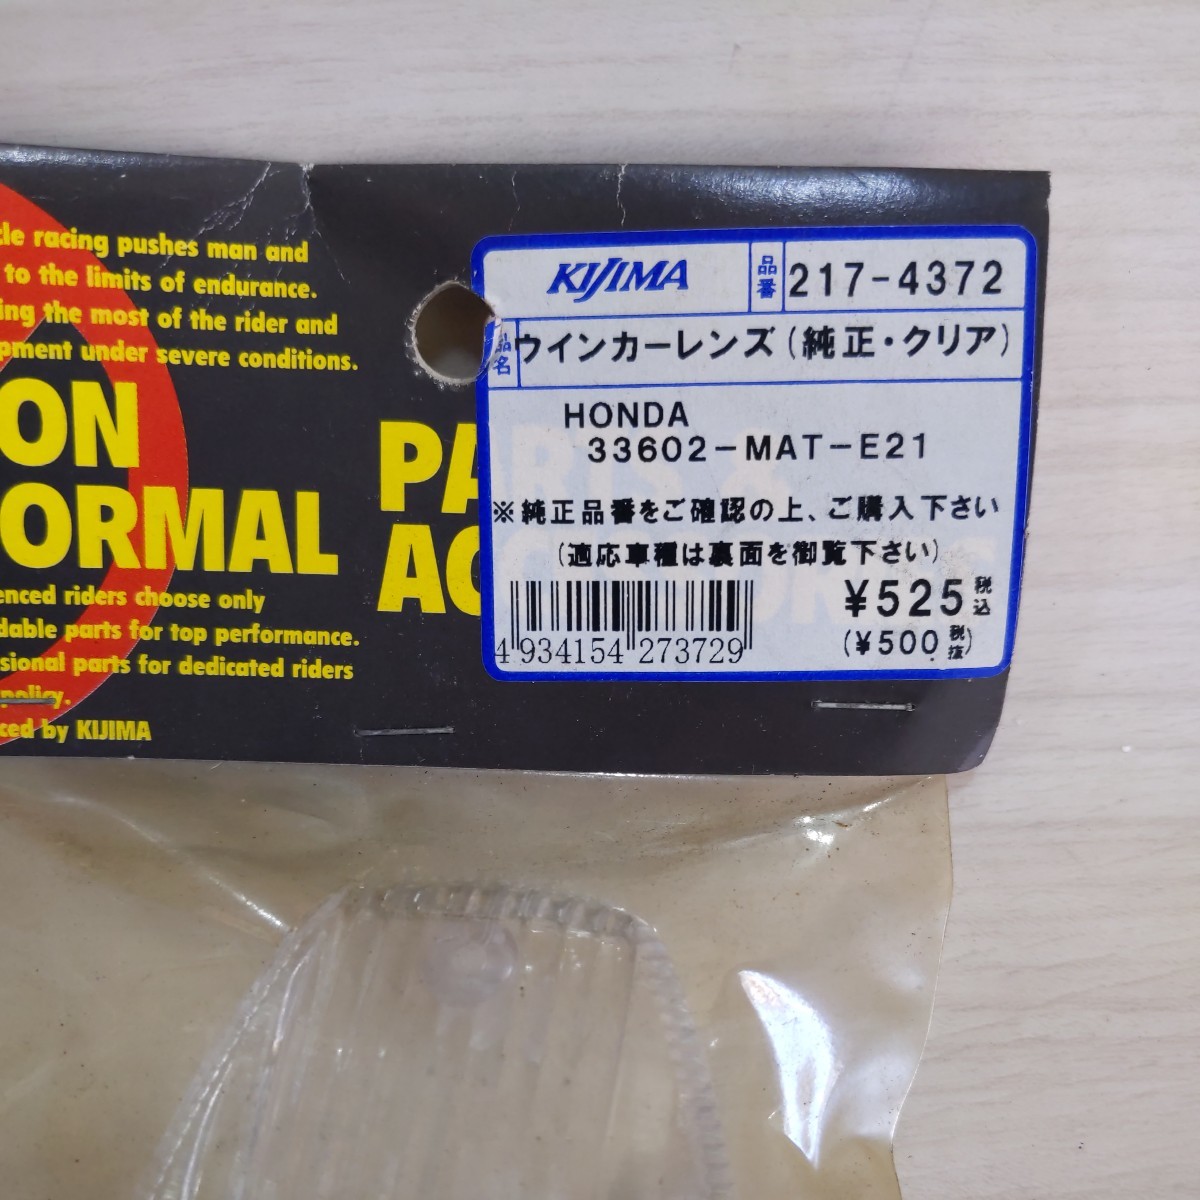 racing pushes man and
to the limits of endurance.
the most of the rider and
under severe conditions.
ON
ORMAL
riders choose only
parts for top performance.
parts for dedicated riders
policy.
by KIJIMA
PA
AC
KIJIMA 品番 217-4372
品名 ウインカーレンズ(純正・クリア)
HONDA
33602-MAT-E21
※純正品番をご確認の上、ご購入下さい
(適応車種は裏面を御覧下さい)
¥525 税込
(¥500 税抜)
4 934154 273729